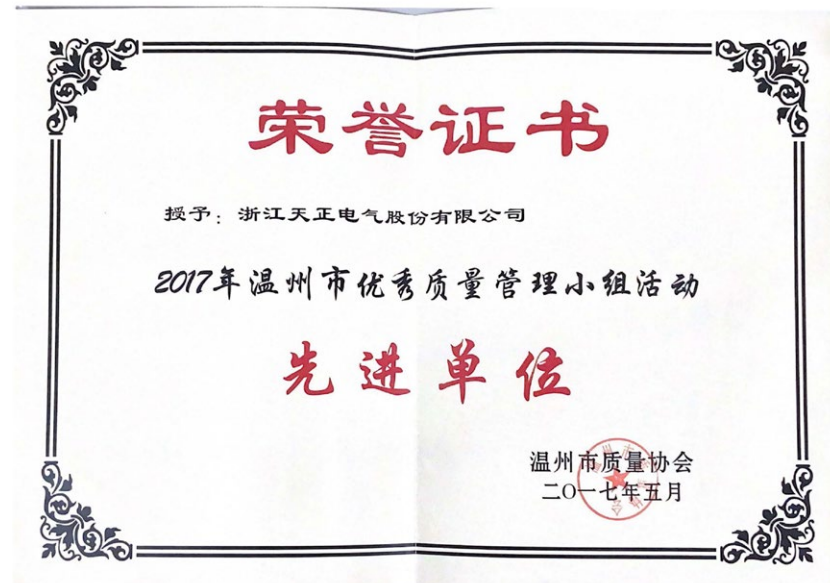 荣誉证书
授予：浙江天正电气股份有限公司
2017年温州市优秀质量管理小组活动
先进单位
温州市质量协会
二〇一七年五月